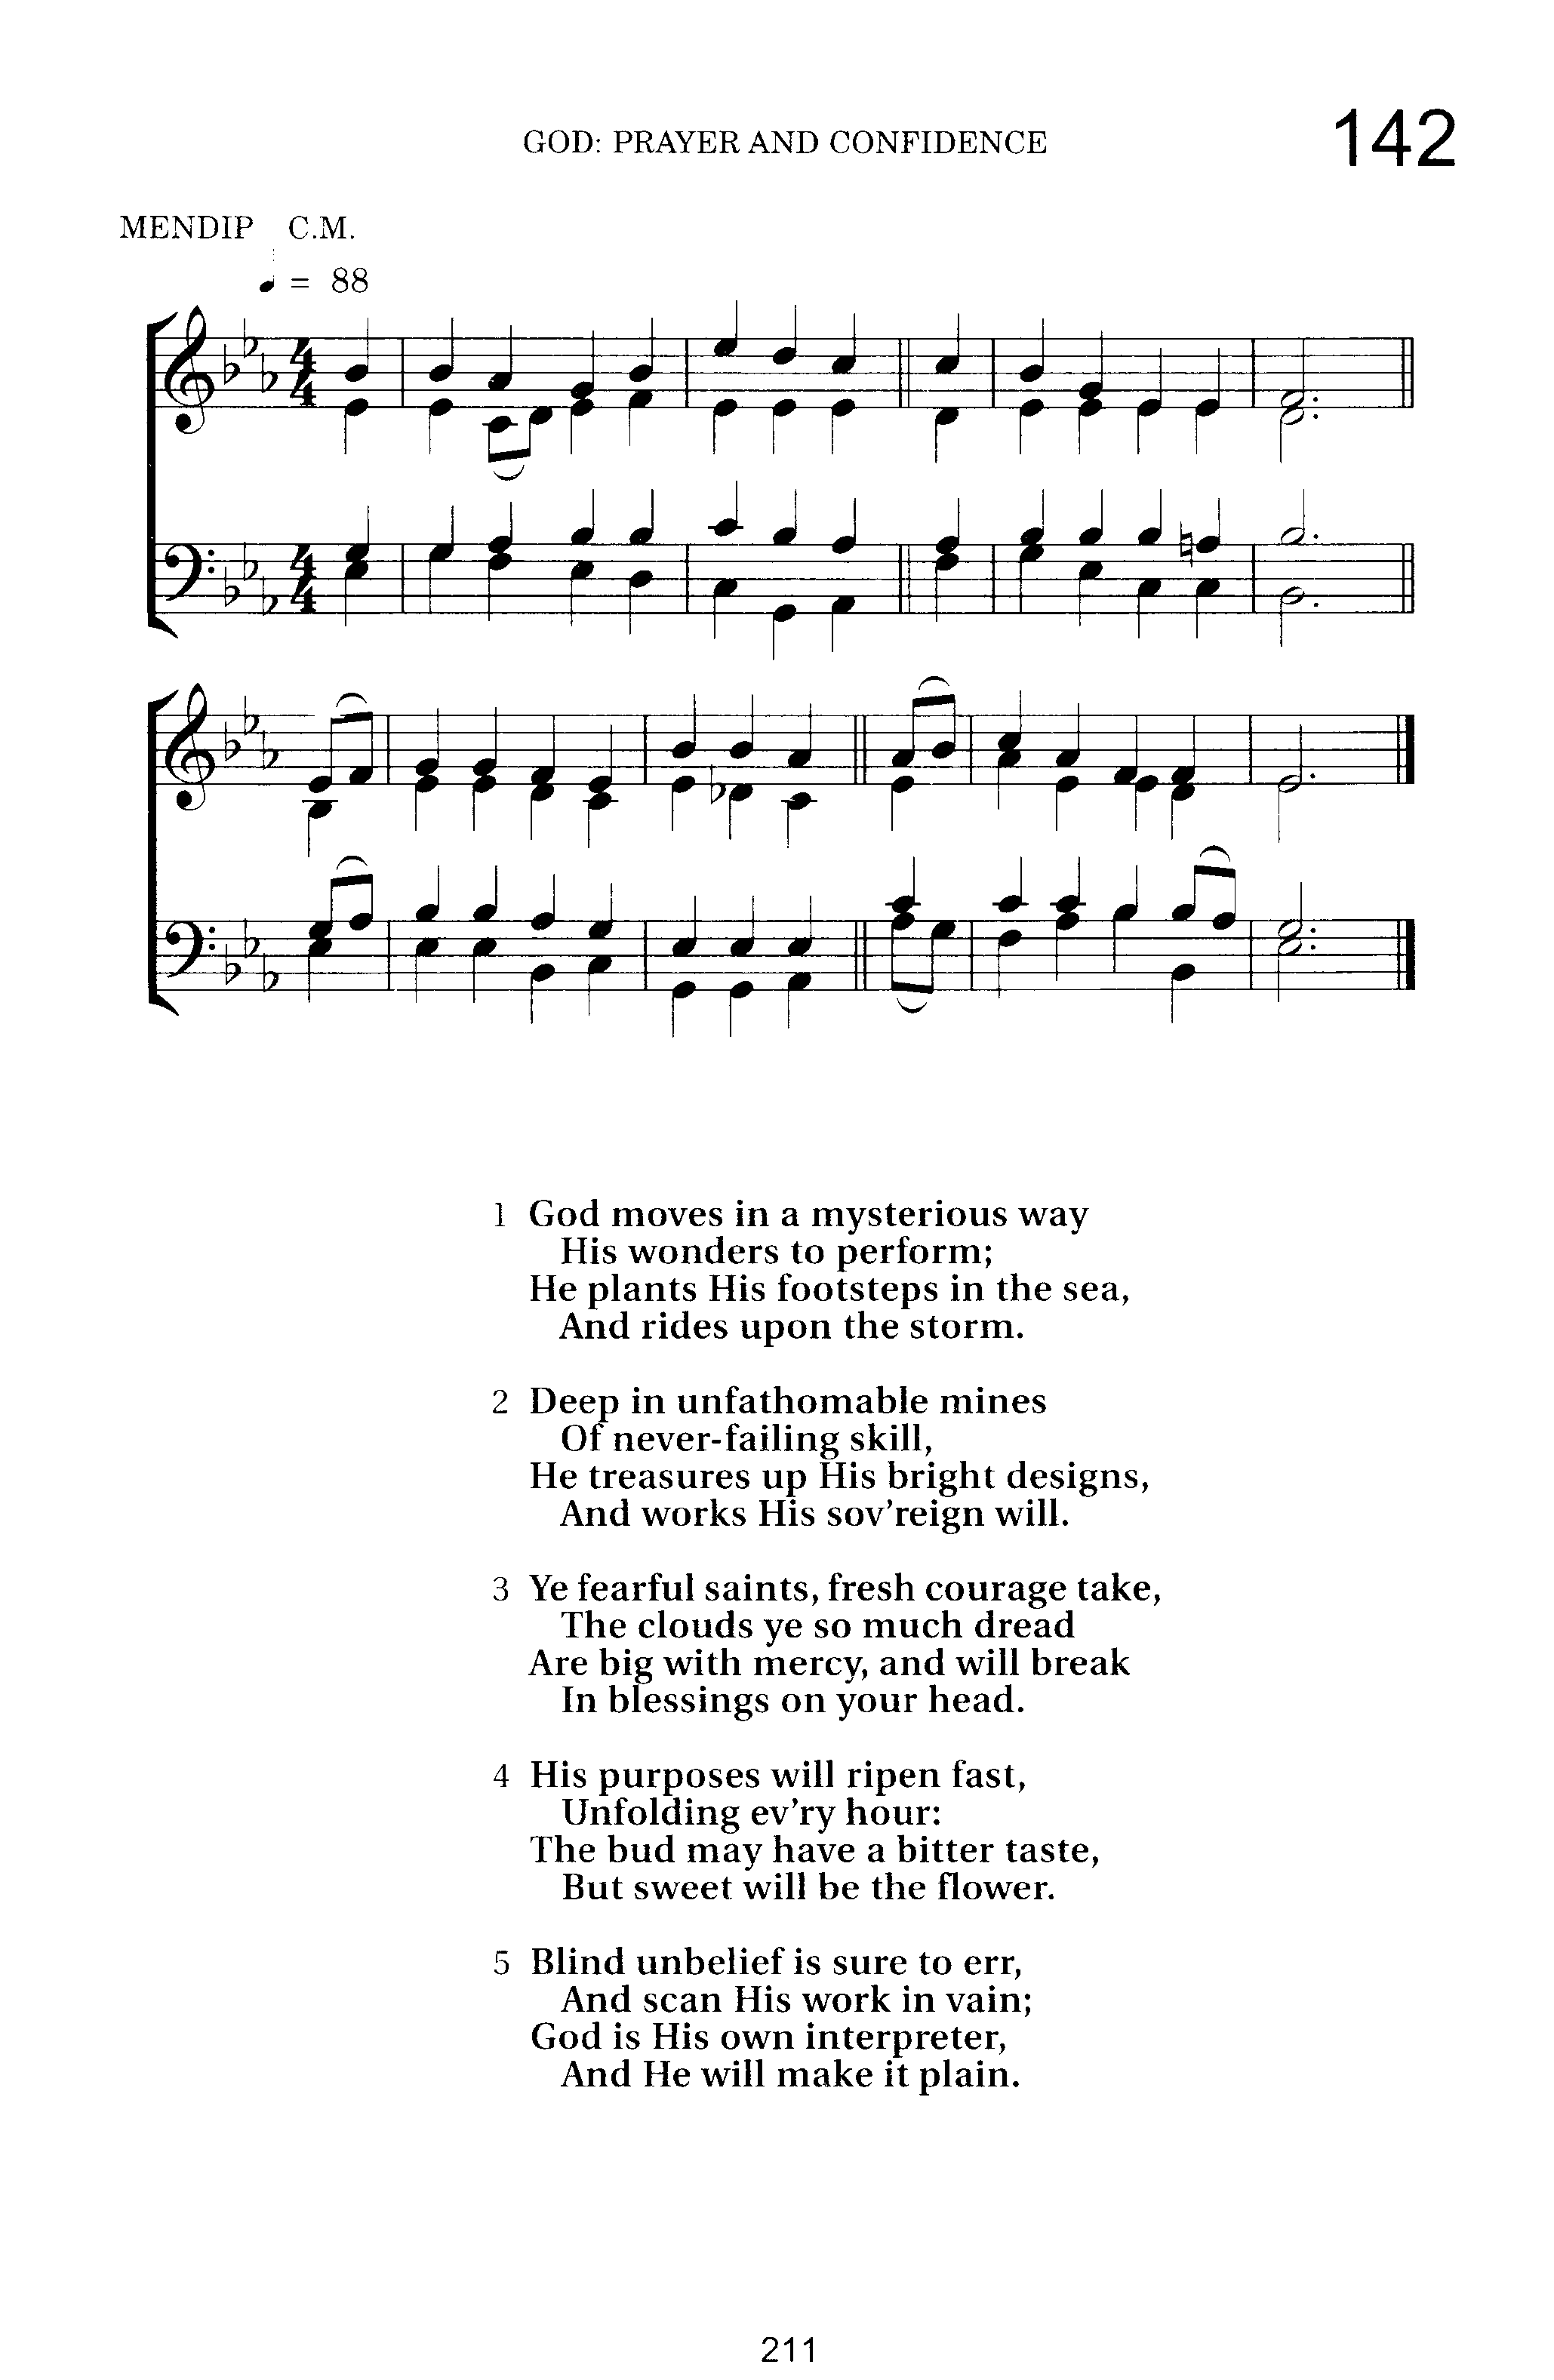 GOD: PRAYER AND CONFIDENCE
142
MENDIP C.M.
♩ = 88
4
4
4
4
1 God moves in a mysterious way
His wonders to perform;
He plants His footsteps in the sea,
And rides upon the storm.
2 Deep in unfathomable mines
Of never-failing skill,
He treasures up His bright designs,
And works His sov’reign will.
3 Ye fearful saints, fresh courage take,
The clouds ye so much dread
Are big with mercy, and will break
In blessings on your head.
4 His purposes will ripen fast,
Unfolding ev’ry hour:
The bud may have a bitter taste,
But sweet will be the flower.
5 Blind unbelief is sure to err,
And scan His work in vain;
God is His own interpreter,
And He will make it plain.
211